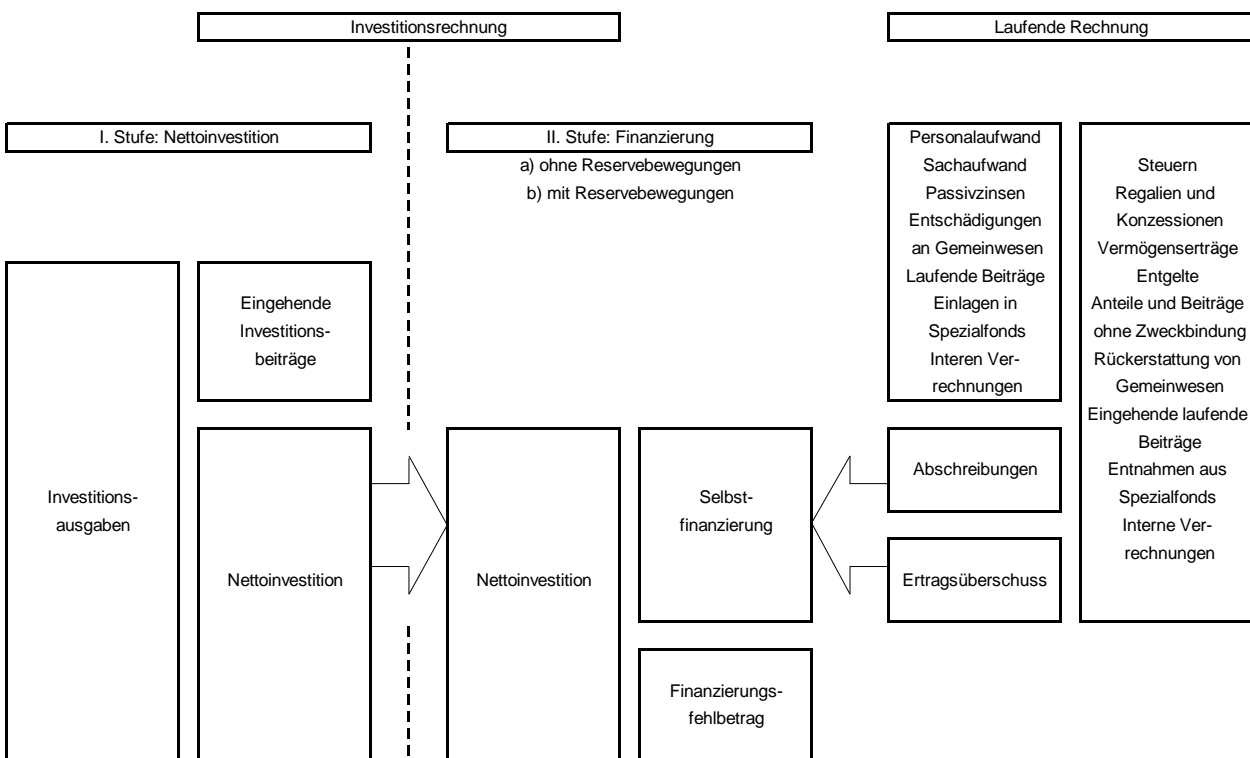 Investitionsrechnung
Laufende Rechnung
I. Stufe: Nettoinvestition
II. Stufe: Finanzierung
a) ohne Reservebewegungen
b) mit Reservebewegungen
Investitions-
ausgaben
Eingehende
Investitions-
beiträge
Nettoinvestition
Nettoinvestition
Selbst-
finanzierung
Finanzierungs-
fehlbetrag
Personalaufwand
Sachaufwand
Passivzinsen
Entschädigungen
an Gemeinwesen
Laufende Beiträge
Einlagen in
Spezialfonds
Interen Ver-
rechnungen
Abschreibungen
Ertragsüberschuss
Steuern
Regalien und
Konzessionen
Vermögenserträge
Entgelte
Anteile und Beiträge
ohne Zweckbindung
Rückerstattung von
Gemeinwesen
Eingehende laufende
Beiträge
Entnahmen aus
Spezialfonds
Interne Ver-
rechnungen